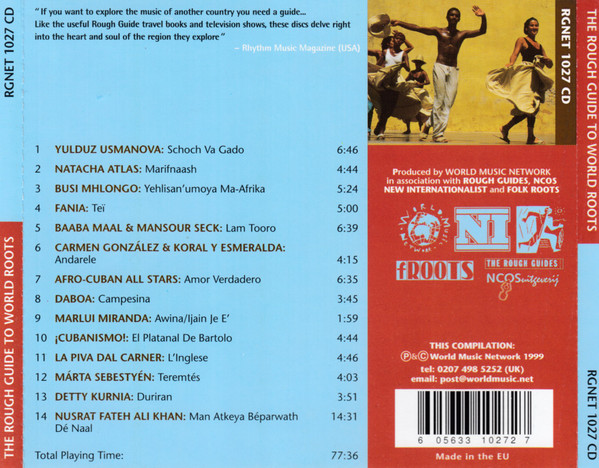 "If you want to explore the music of another country you need a guide...
Like the useful Rough Guide travel books and television shows, these discs delve right
into the heart and soul of the region they explore"
– Rhythm Music Magazine (USA)
1 YULDUZ USMANOVA: Schoch Va Gado 6:46
2 NATACHA ATLAS: Marifnaash 4:44
3 BUSI MHLONGO: Yehlisan'umoya Ma-Afrika 5:24
4 FANIA: Teï 5:00
5 BAABA MAAL & MANSOUR SECK: Lam Tooro 6:39
6 CARMEN GONZÁLEZ & KORAL Y ESMERALDA:
Andarele 4:15
7 AFRO-CUBAN ALL STARS: Amor Verdadero 6:35
8 DABOA: Campesina 3:45
9 MARLUI MIRANDA: Awina/Ijain Je E' 1:59
10 ¡CUBANISMO!: El Platanal De Bartolo 4:44
11 LA PIVA DAL CARNER: L'Inglese 4:46
12 MÁRTA SEBESTYÉN: Teremtés 4:03
13 DETTY KURNIA: Duriran 3:51
14 NUSRAT FATEH ALI KHAN: Man Atkeya Béparwath
Dé Naal 14:31
Total Playing Time: 77:36
Produced by WORLD MUSIC NETWORK
in association with ROUGH GUIDES, NCOS
NEW INTERNATIONALIST and FOLK ROOTS
WORLD MUSIC NETWORK
NI
THE ROUGH GUIDES
fROOTS
NCOS uitgeverij
THIS COMPILATION:
Ⓟ&© World Music Network 1999
tel: 0207 498 5252 (UK)
email: post@worldmusic.net
6 05633 10272 7
Made in the EU
RGNET 1027 CD
THE ROUGH GUIDE TO WORLD ROOTS
RGNET 1027 CD
THE ROUGH GUIDE TO WORLD ROOTS
RGNET 1027 CD